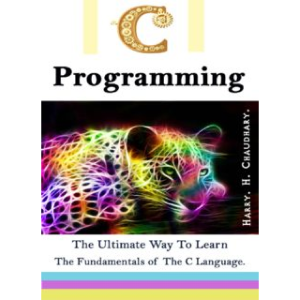 C
Programming
HARRY. H. CHAUDHARY.
The Ultimate Way To Learn
The Fundamentals of The C Language.